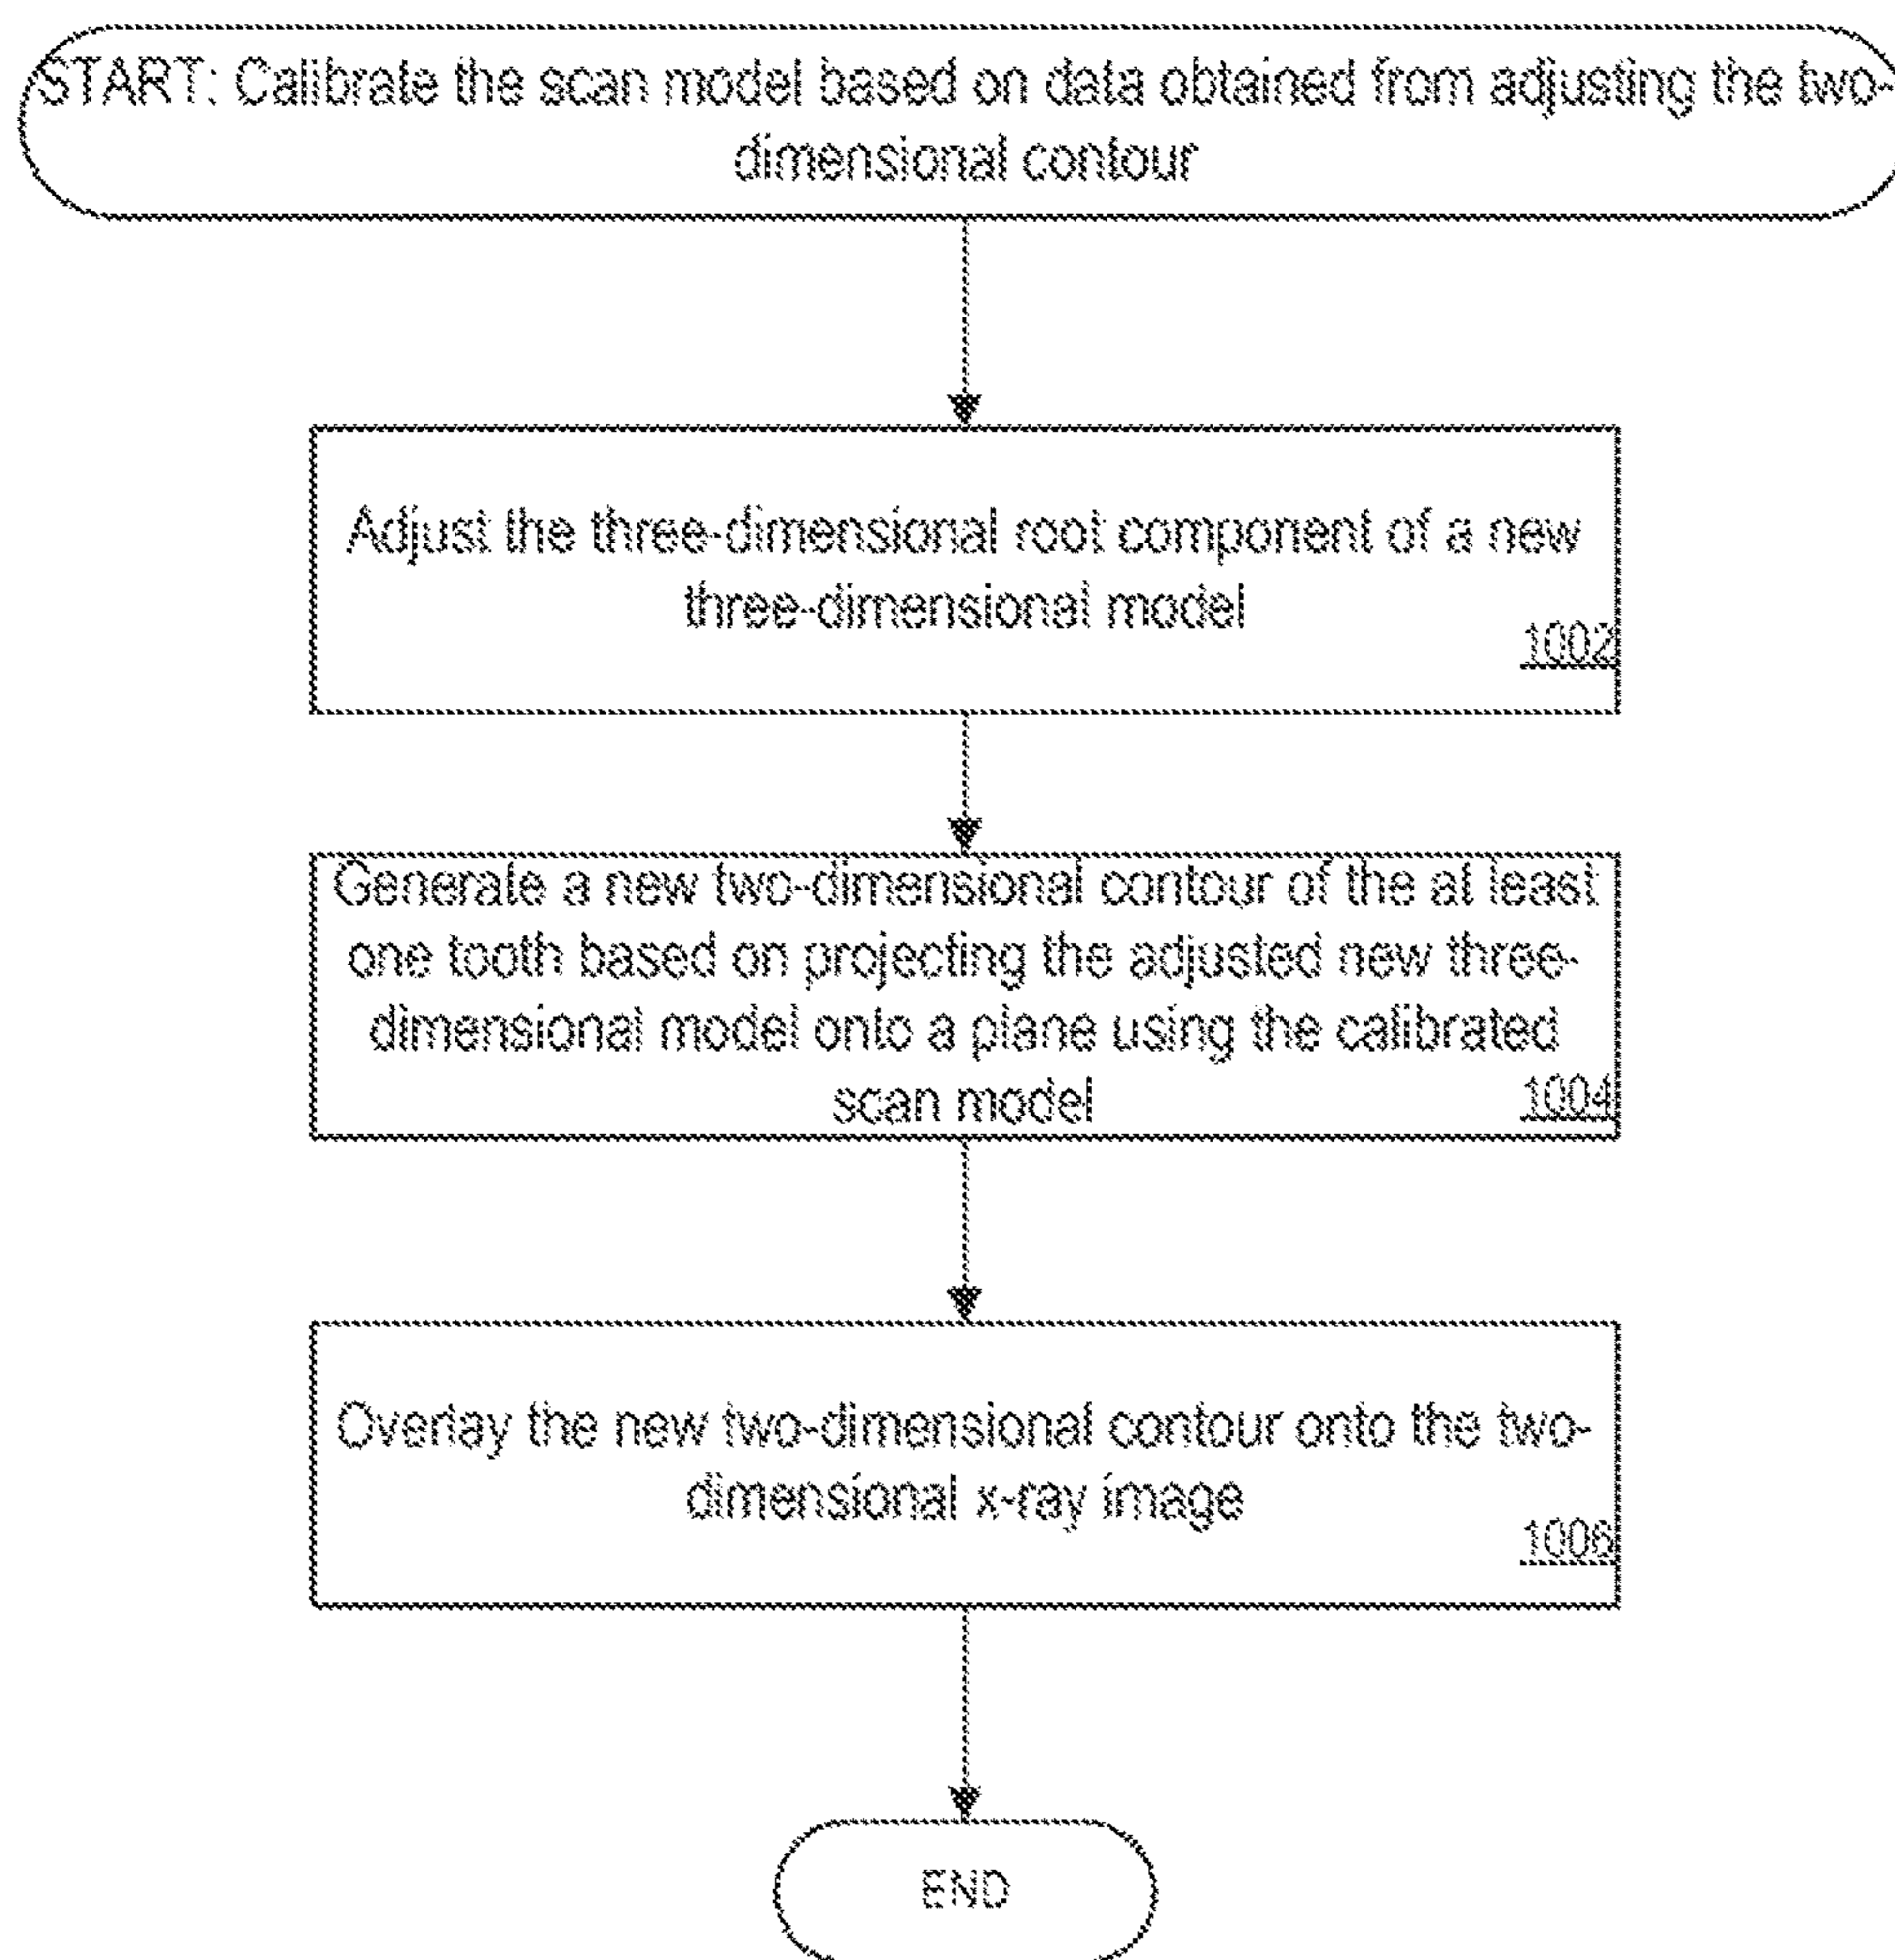 START: Calibrate the scan model based on data obtained from adjusting the two-
dimensional contour
Adjust the three-dimensional root component of a new
three-dimensional model
1002
Generate a new two-dimensional contour of the at least
one tooth based on projecting the adjusted new three-
dimensional model onto a plane using the calibrated
scan model
1004
Overlay the new two-dimensional contour onto the two-
dimensional x-ray image
1006
END